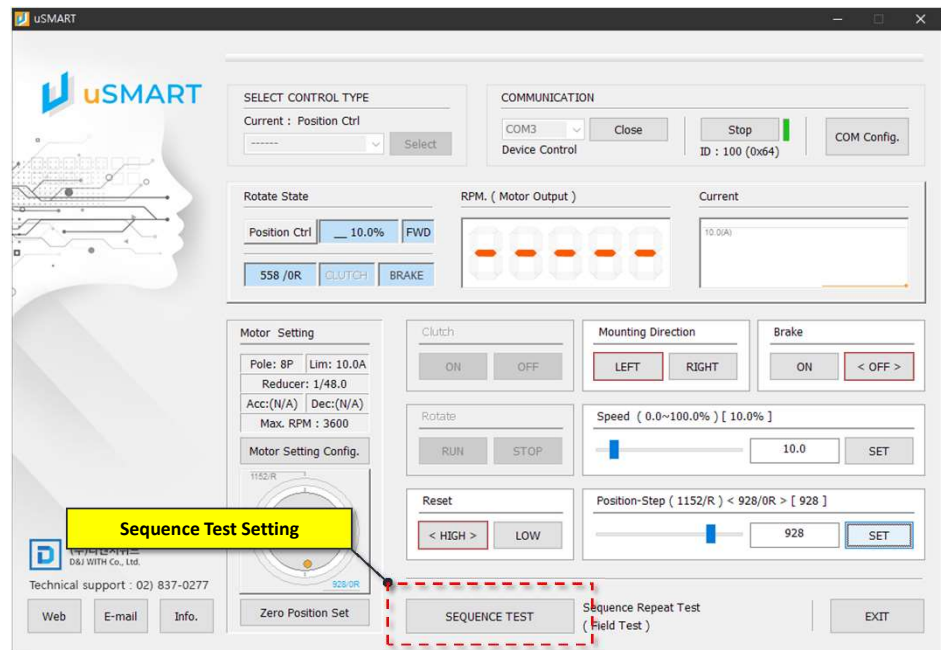 uSMART
uSMART
SELECT CONTROL TYPE
Current : Position Ctrl
------
Select
COMMUNICATION
COM3
Close
Device Control
Stop
ID : 100 (0x64)
COM Config.
Rotate State
Position Ctrl
__ 10.0%
FWD
558 /0R
CLUTCH
BRAKE
RPM. ( Motor Output )
- - - - -
Current
10.0(A)
Motor Setting
Pole: 8P
Lim: 10.0A
Reducer: 1/48.0
Acc:(N/A)
Dec:(N/A)
Max. RPM : 3600
Motor Setting Config.
1152/R
928/0R
Zero Position Set
Clutch
ON
OFF
Mounting Direction
LEFT
RIGHT
Brake
ON
< OFF >
Rotate
RUN
STOP
Speed ( 0.0~100.0% ) [ 10.0% ]
10.0
SET
Reset
< HIGH >
LOW
Position-Step ( 1152/R ) < 928/0R > [ 928 ]
928
SET
Sequence Test Setting
D&J WITH Co., Ltd.
Technical support : 02) 837-0277
Web
E-mail
Info.
SEQUENCE TEST
Sequence Repeat Test
( Field Test )
EXIT